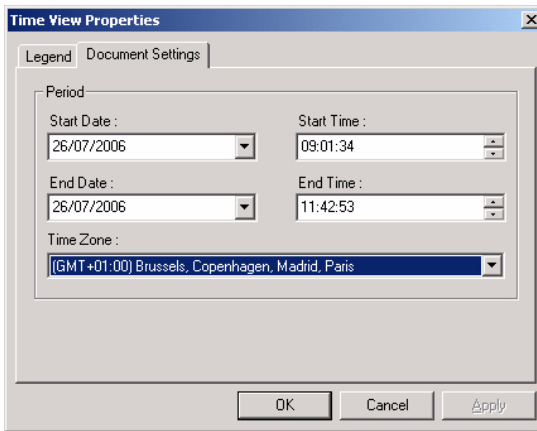 Time View Properties
Legend Document Settings
Period
Start Date : Start Time :
26/07/2006 09:01:34
End Date : End Time :
26/07/2006 11:42:53
Time Zone :
(GMT+01:00) Brussels, Copenhagen, Madrid, Paris
OK Cancel Apply